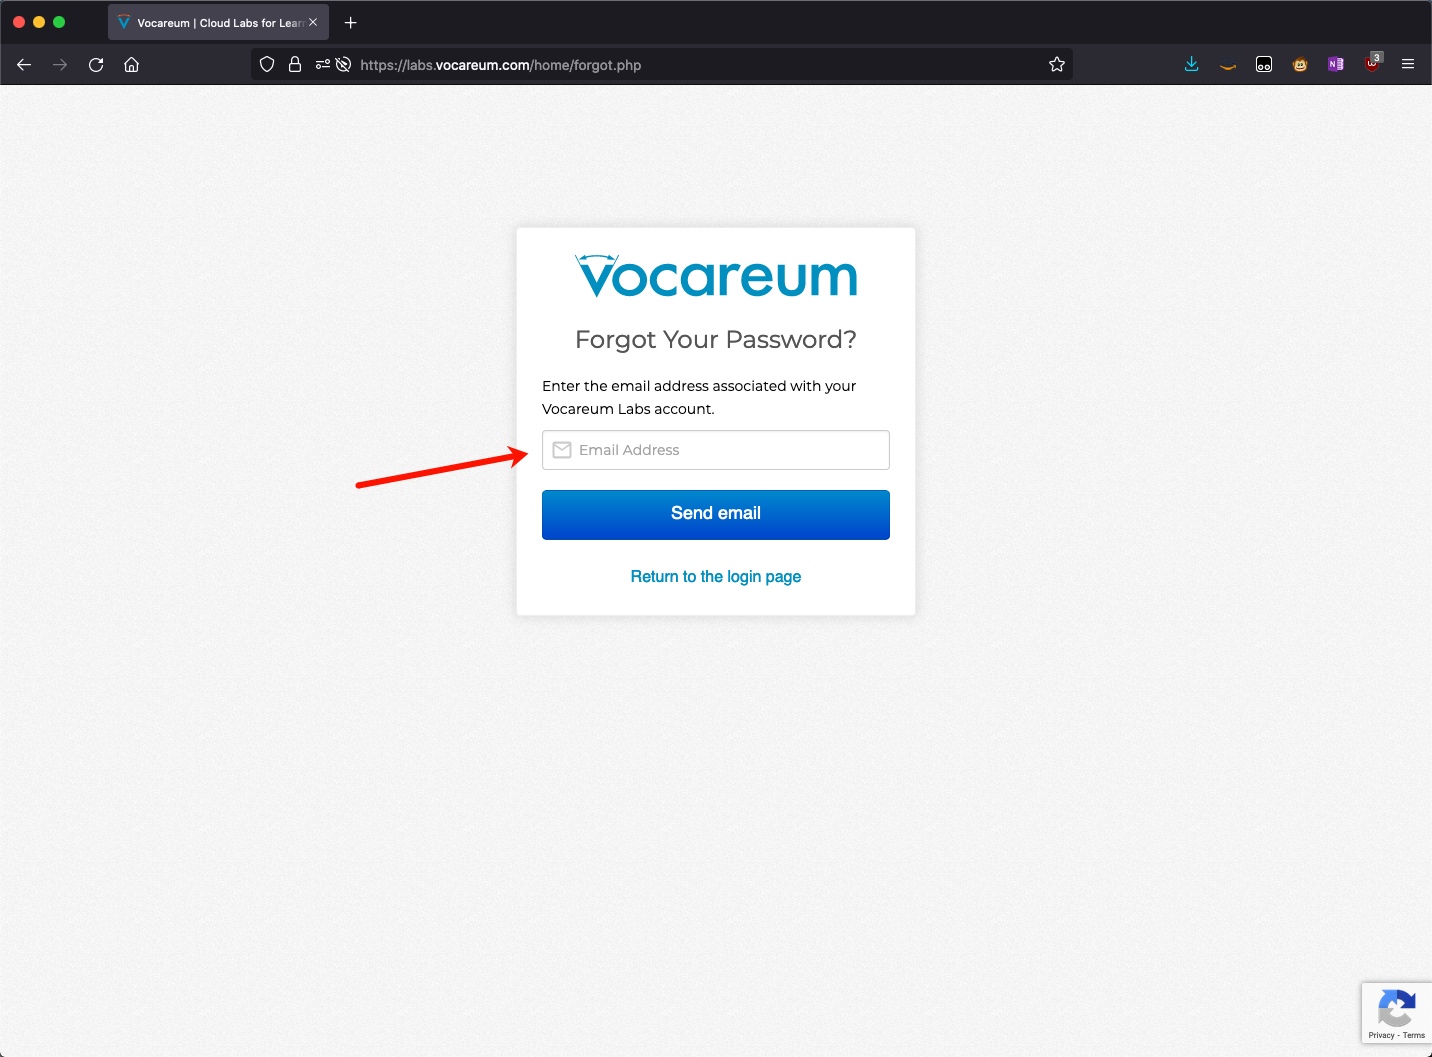 Vocareum | Cloud Labs for Lear
https://labs.vocareum.com/home/forgot.php
N
3
vocareum
Forgot Your Password?
Enter the email address associated with your
Vocareum Labs account.
Email Address
Send email
Return to the login page
Privacy - Terms